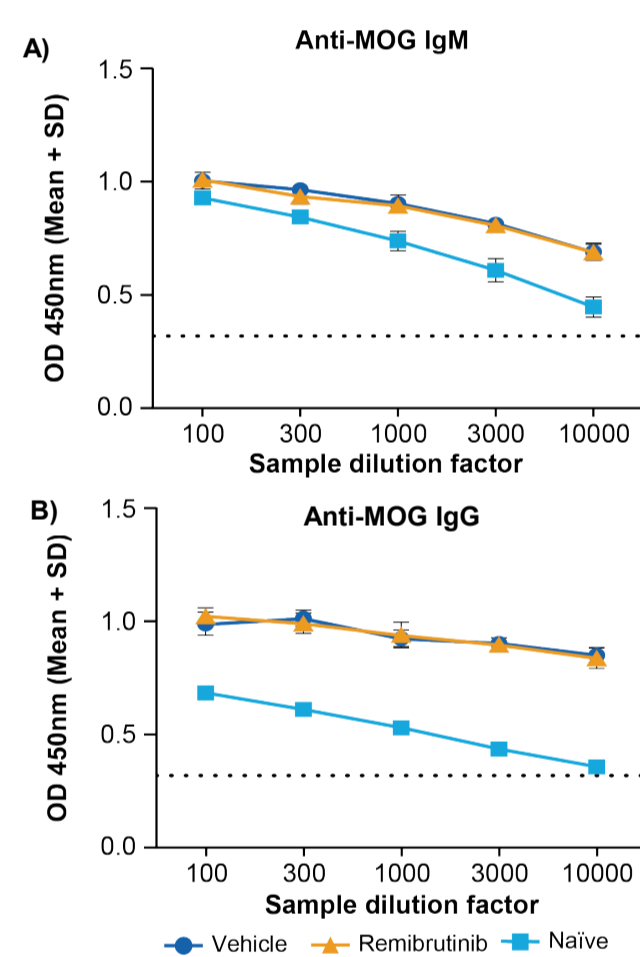 A)
Anti-MOG IgM
OD 450nm (Mean + SD)
1.5
1.0
0.5
0.0
100 300 1000 3000 10000
Sample dilution factor
B)
Anti-MOG IgG
OD 450nm (Mean + SD)
1.5
1.0
0.5
0.0
100 300 1000 3000 10000
Sample dilution factor
Vehicle Remibrutinib Naïve